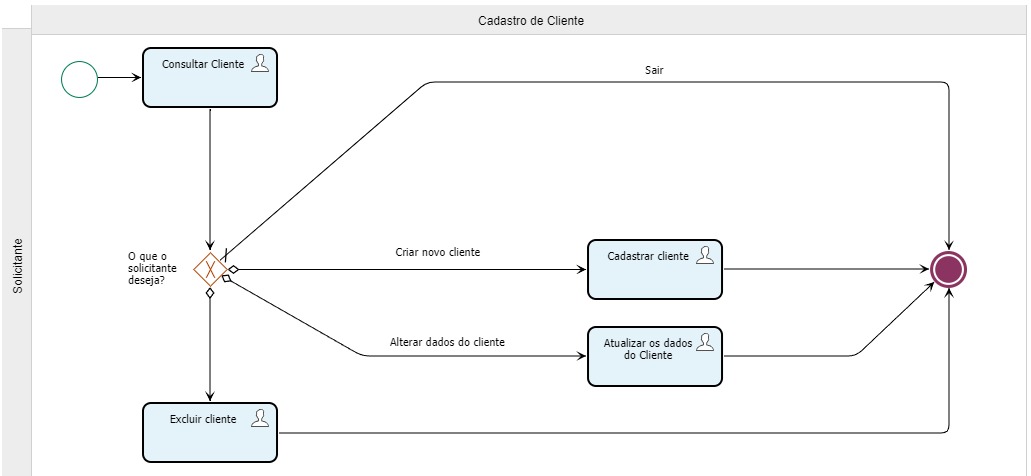 Cadastro de Cliente
Solicitante
Consultar Cliente
Sair
O que o
solicitante
deseja?
Criar novo cliente
Cadastrar cliente
Alterar dados do cliente
Atualizar os dados
do Cliente
Excluir cliente